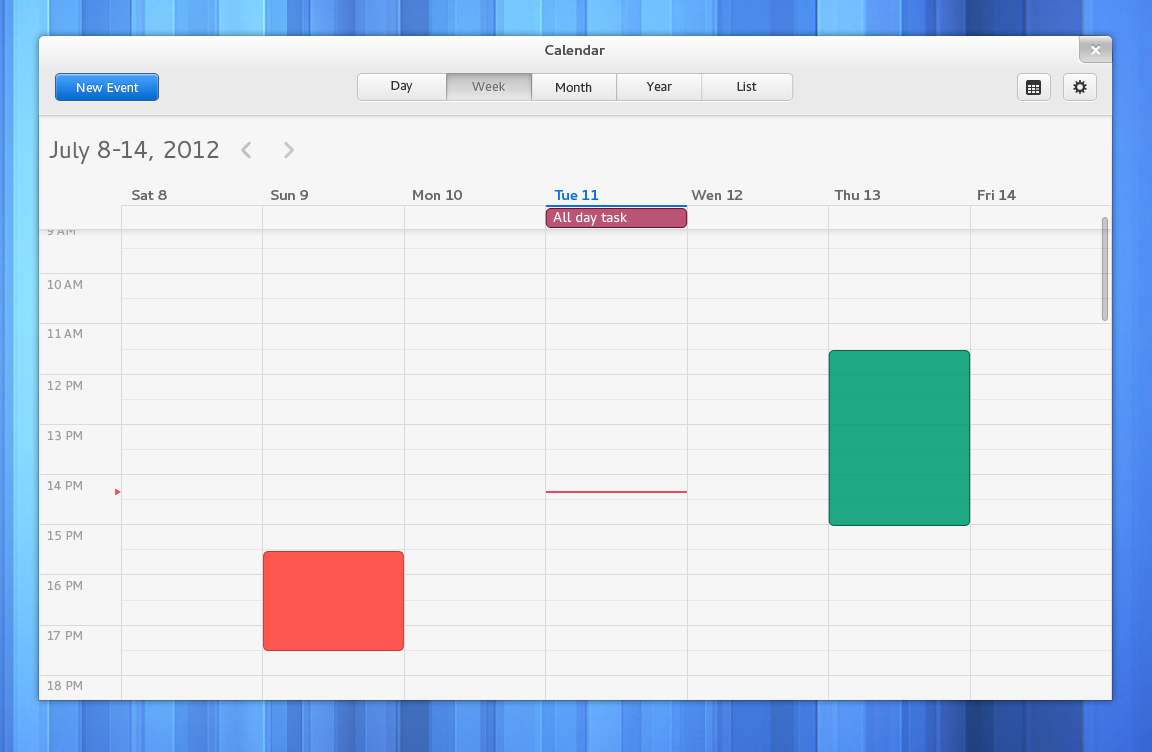 Calendar
New Event
Day
Week
Month
Year
List
July 8-14, 2012
Sat 8
Sun 9
Mon 10
Tue 11
Wen 12
Thu 13
Fri 14
All day task
9 AM
10 AM
11 AM
12 PM
13 PM
14 PM
15 PM
16 PM
17 PM
18 PM